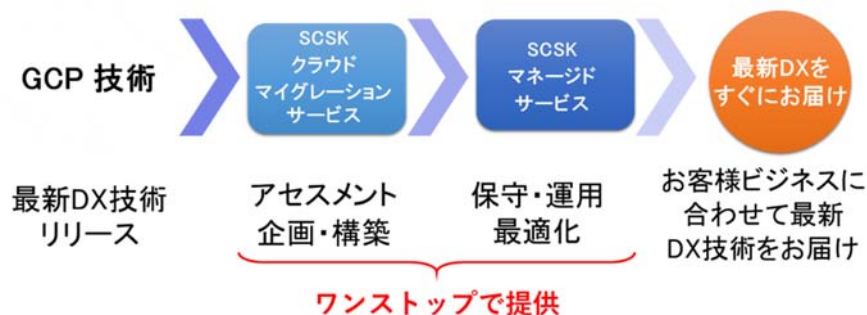 GCP 技術
SCSK
クラウド
マイグレーション
サービス
SCSK
マネージド
サービス
最新DXを
すぐにお届け
最新DX技術
リリース
アセスメント
企画・構築
保守・運用
最適化
お客様ビジネスに
合わせて最新
DX技術をお届け
ワンストップで提供